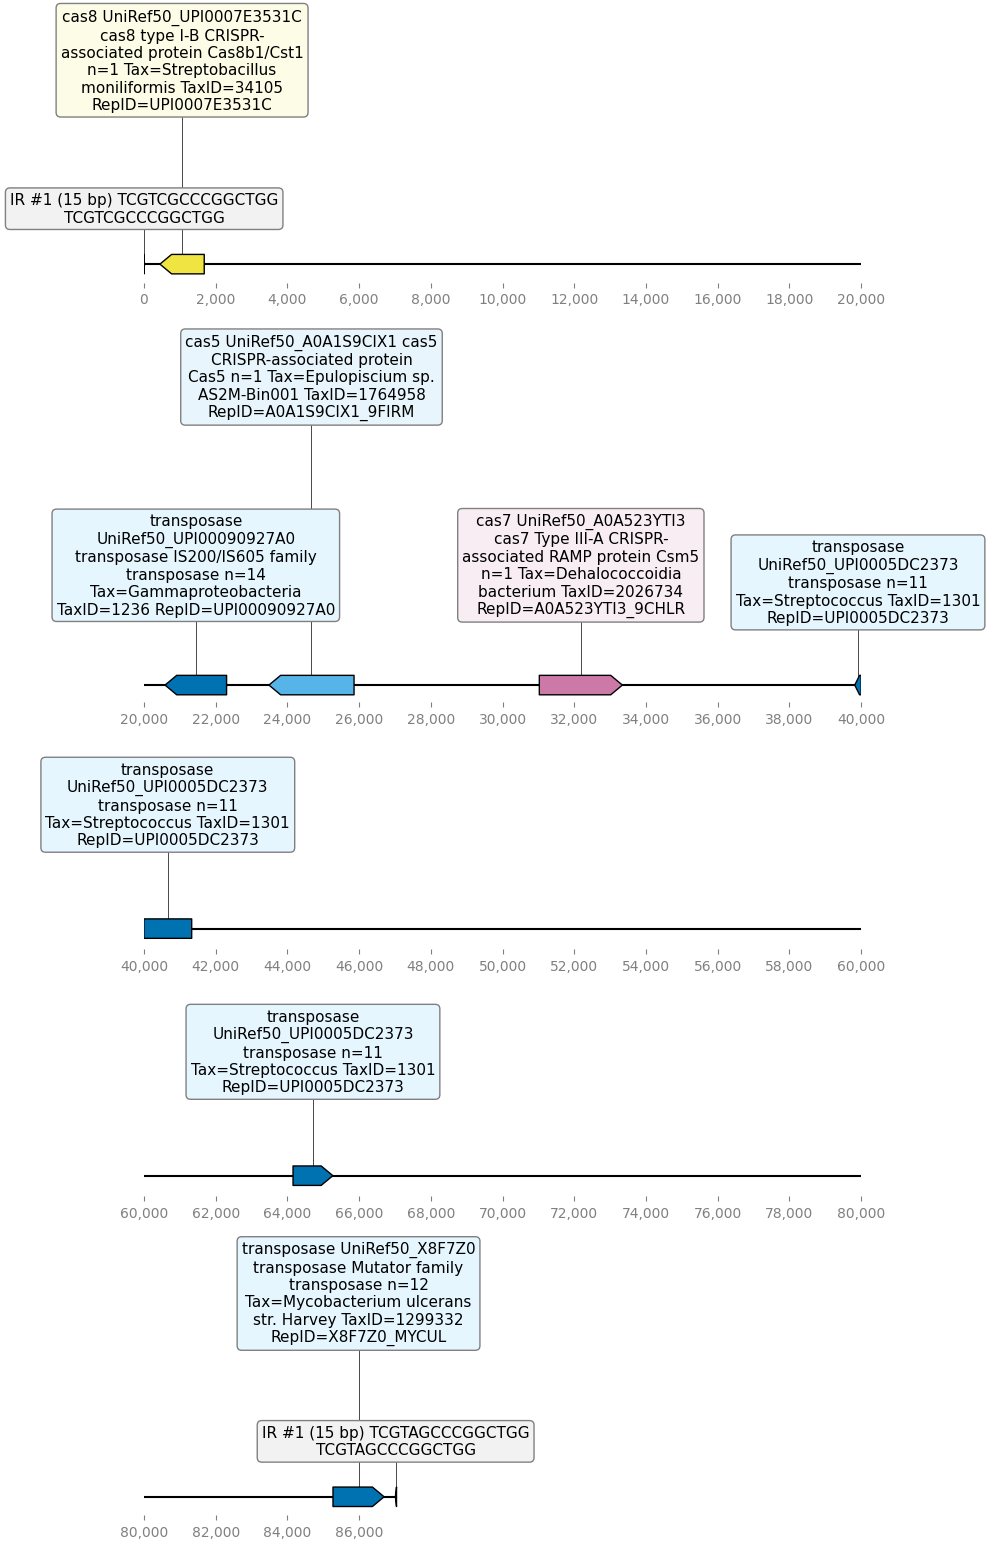 cas8 UniRef50_UPI0007E3531C
cas8 type I-B CRISPR-
associated protein Cas8b1/Cst1
n=1 Tax=Streptobacillus
moniliformis TaxID=34105
RepID=UPI0007E3531C
IR #1 (15 bp) TCGTCGCCCGGCTGG
TCGTCGCCCGGCTGG
0 2,000 4,000 6,000 8,000 10,000 12,000 14,000 16,000 18,000 20,000
cas5 UniRef50_A0A1S9CIX1 cas5
CRISPR-associated protein
Cas5 n=1 Tax=Epulopiscium sp.
AS2M-Bin001 TaxID=1764958
RepID=A0A1S9CIX1_9FIRM
transposase
UniRef50_UPI00090927A0
transposase IS200/IS605 family
transposase n=14
Tax=Gammaproteobacteria
TaxID=1236 RepID=UPI00090927A0
cas7 UniRef50_A0A523YTI3
cas7 Type III-A CRISPR-
associated RAMP protein Csm5
n=1 Tax=Dehalococcoidia
bacterium TaxID=2026734
RepID=A0A523YTI3_9CHLR
transposase
UniRef50_UPI0005DC2373
transposase n=11
Tax=Streptococcus TaxID=1301
RepID=UPI0005DC2373
20,000 22,000 24,000 26,000 28,000 30,000 32,000 34,000 36,000 38,000 40,000
transposase
UniRef50_UPI0005DC2373
transposase n=11
Tax=Streptococcus TaxID=1301
RepID=UPI0005DC2373
40,000 42,000 44,000 46,000 48,000 50,000 52,000 54,000 56,000 58,000 60,000
transposase
UniRef50_UPI0005DC2373
transposase n=11
Tax=Streptococcus TaxID=1301
RepID=UPI0005DC2373
60,000 62,000 64,000 66,000 68,000 70,000 72,000 74,000 76,000 78,000 80,000
transposase UniRef50_X8F7Z0
transposase Mutator family
transposase n=12
Tax=Mycobacterium ulcerans
str. Harvey TaxID=1299332
RepID=X8F7Z0_MYCUL
IR #1 (15 bp) TCGTAGCCCGGCTGG
TCGTAGCCCGGCTGG
80,000 82,000 84,000 86,000